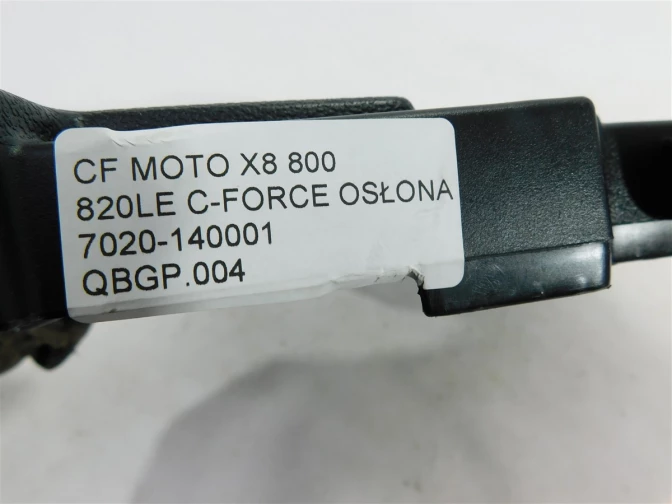 CF MOTO X8 800
820LE C-FORCE OSŁONA
7020-140001
QBGP.004